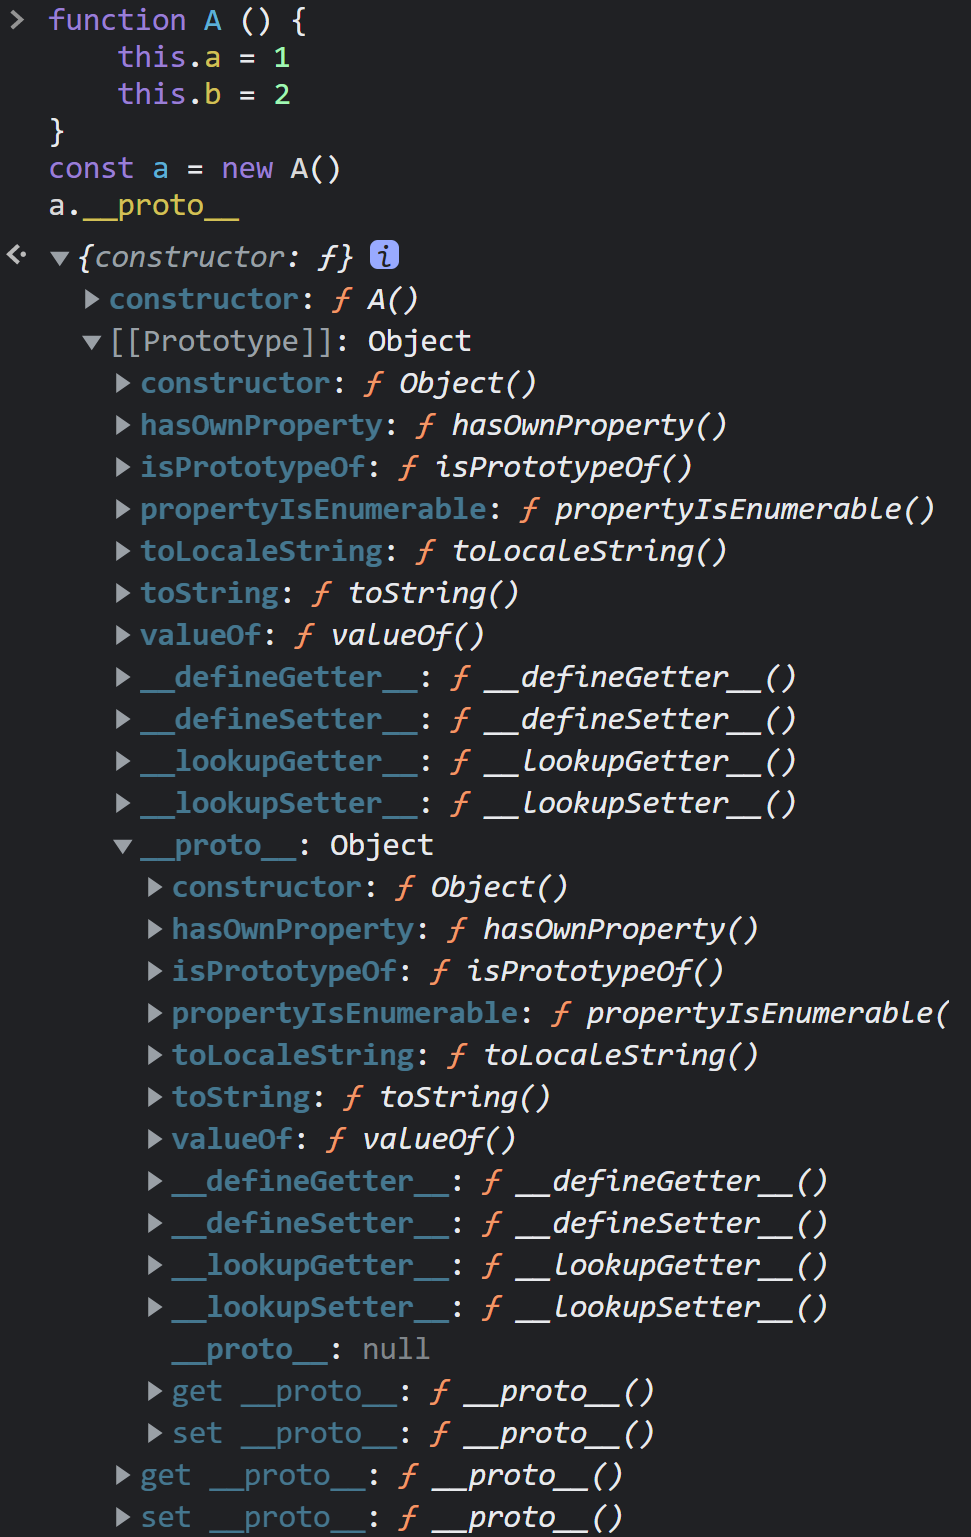 function A () {
    this.a = 1
    this.b = 2
}
const a = new A()
a.__proto__
{constructor: ƒ} i
constructor: ƒ A()
[[Prototype]]: Object
constructor: ƒ Object()
hasOwnProperty: ƒ hasOwnProperty()
isPrototypeOf: ƒ isPrototypeOf()
propertyIsEnumerable: ƒ propertyIsEnumerable()
toLocaleString: ƒ toLocaleString()
toString: ƒ toString()
valueOf: ƒ valueOf()
__defineGetter__: ƒ __defineGetter__()
__defineSetter__: ƒ __defineSetter__()
__lookupGetter__: ƒ __lookupGetter__()
__lookupSetter__: ƒ __lookupSetter__()
__proto__: Object
constructor: ƒ Object()
hasOwnProperty: ƒ hasOwnProperty()
isPrototypeOf: ƒ isPrototypeOf()
propertyIsEnumerable: ƒ propertyIsEnumerable(
toLocaleString: ƒ toLocaleString()
toString: ƒ toString()
valueOf: ƒ valueOf()
__defineGetter__: ƒ __defineGetter__()
__defineSetter__: ƒ __defineSetter__()
__lookupGetter__: ƒ __lookupGetter__()
__lookupSetter__: ƒ __lookupSetter__()
__proto__: null
get __proto__: ƒ __proto__()
set __proto__: ƒ __proto__()
get __proto__: ƒ __proto__()
set __proto__: ƒ __proto__()